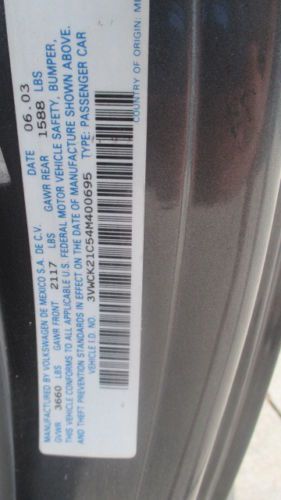 MANUFACTURED BY VOLKSWAGEN DE MEXICO S.A. DE C.V. DATE 06.03
GVWR 3660 LBS GAWR FRONT 2117 LBS GAWR REAR 1588 LBS
THIS VEHICLE CONFORMS TO ALL APPLICABLE U.S. FEDERAL MOTOR VEHICLE SAFETY, BUMPER,
AND THEFT PREVENTION STANDARDS IN EFFECT ON THE DATE OF MANUFACTURE SHOWN ABOVE.
VEHICLE I.D. NO.: 3VWCK21C54M400695 TYPE: PASSENGER CAR
COUNTRY OF ORIGIN: ME